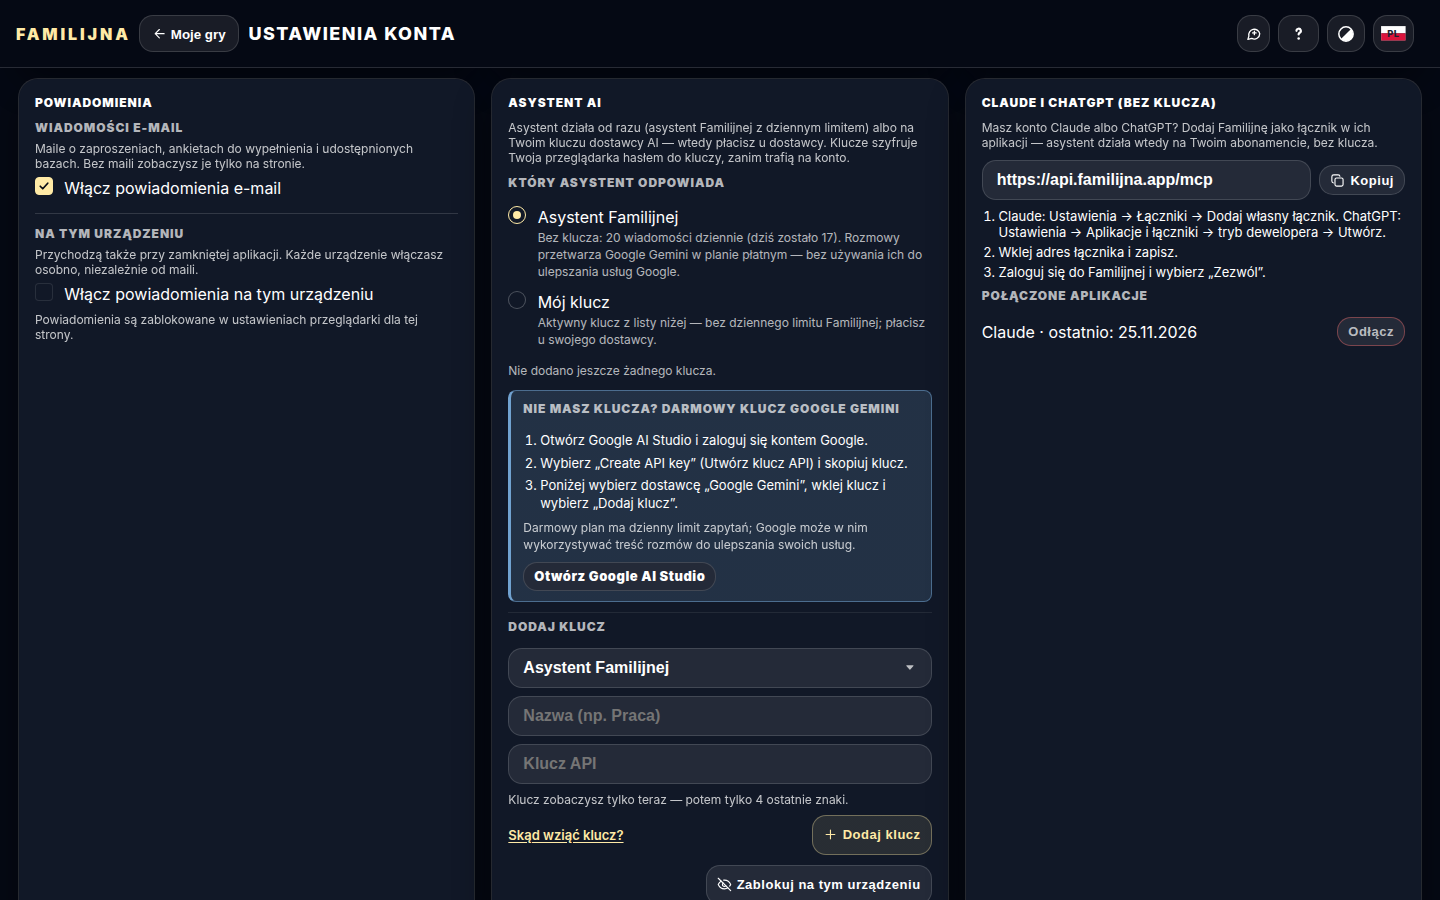 FAMILIJNA
Moje gry
USTAWIENIA KONTA
?
PL
POWIADOMIENIA
WIADOMOŚCI E-MAIL
Maile o zaproszeniach, ankietach do wypełnienia i udostępnionych
bazach. Bez maili zobaczysz je tylko na stronie.
Włącz powiadomienia e-mail
NA TYM URZĄDZENIU
Przychodzą także przy zamkniętej aplikacji. Każde urządzenie włączasz
osobno, niezależnie od maili.
Włącz powiadomienia na tym urządzeniu
Powiadomienia są zablokowane w ustawieniach przeglądarki dla tej
strony.
ASYSTENT AI
Asystent działa od razu (asystent Familijnej z dziennym limitem) albo na
Twoim kluczu dostawcy AI — wtedy płacisz u dostawcy. Klucze szyfruje
Twoja przeglądarka hasłem do kluczy, zanim trafią na konto.
KTÓRY ASYSTENT ODPOWIADA
Asystent Familijnej
Bez klucza: 20 wiadomości dziennie (dziś zostało 17). Rozmowy
przetwarza Google Gemini w planie płatnym — bez używania ich do
ulepszania usług Google.
Mój klucz
Aktywny klucz z listy niżej — bez dziennego limitu Familijnej; płacisz
u swojego dostawcy.
Nie dodano jeszcze żadnego klucza.
NIE MASZ KLUCZA? DARMOWY KLUCZ GOOGLE GEMINI
1. Otwórz Google AI Studio i zaloguj się kontem Google.
2. Wybierz „Create API key” (Utwórz klucz API) i skopiuj klucz.
3. Poniżej wybierz dostawcę „Google Gemini”, wklej klucz i
wybierz „Dodaj klucz”.
Darmowy plan ma dzienny limit zapytań; Google może w nim
wykorzystywać treść rozmów do ulepszania swoich usług.
Otwórz Google AI Studio
DODAJ KLUCZ
Asystent Familijnej
Nazwa (np. Praca)
Klucz API
Klucz zobaczysz tylko teraz — potem tylko 4 ostatnie znaki.
Skąd wziąć klucz?
Dodaj klucz
Zablokuj na tym urządzeniu
CLAUDE I CHATGPT (BEZ KLUCZA)
Masz konto Claude albo ChatGPT? Dodaj Familijnę jako łącznik w ich
aplikacji — asystent działa wtedy na Twoim abonamencie, bez klucza.
https://api.familijna.app/mcp
Kopiuj
1. Claude: Ustawienia → Łączniki → Dodaj własny łącznik. ChatGPT:
Ustawienia → Aplikacje i łączniki → tryb dewelopera → Utwórz.
2. Wklej adres łącznika i zapisz.
3. Zaloguj się do Familijnej i wybierz „Zezwól”.
POŁĄCZONE APLIKACJE
Claude · ostatnio: 25.11.2026
Odłącz